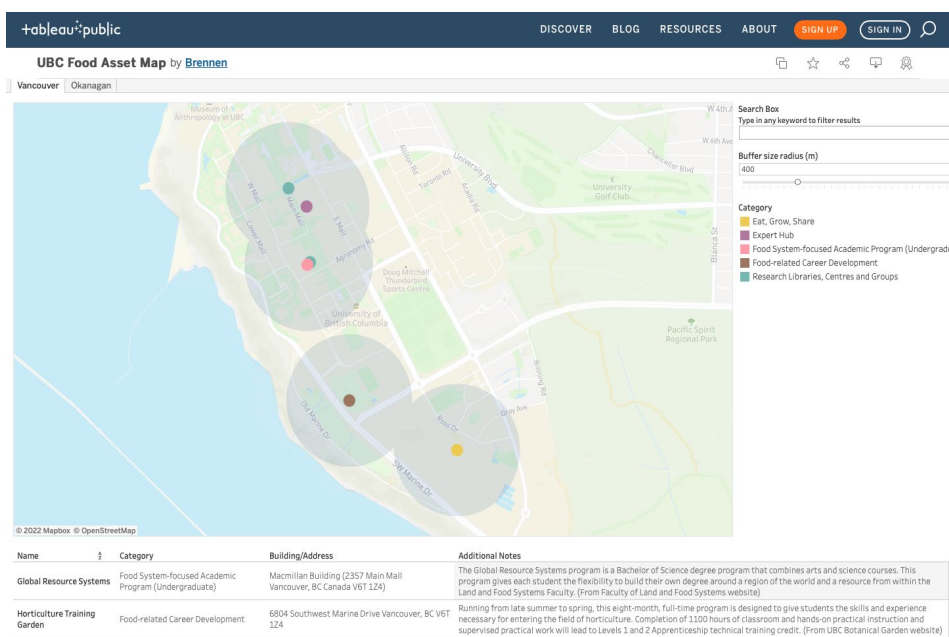 +ableau:public
DISCOVER BLOG RESOURCES ABOUT SIGN UP SIGN IN
UBC Food Asset Map by Brennen
Vancouver Okanagan
Museum of
Anthropology at UBC
W 4th A
W 6th Ave
Allison Rd
University Blvd
Toronto Rd
Acadia Rd
Chancellor Blvd
University
Golf Club
Blanca St
W Mall
Main Mall
Lower Mall
E Mall
Agronomy Rd
Doug Mitchell
Thunderbird
Sports Centre
University of
British Columbia
Pacific Spirit
Regional Park
Binning Rd
Gray Ave
Ross Dr
Old Marine Dr
SW Marine Dr
© 2022 Mapbox © OpenStreetMap
Search Box
Type in any keyword to filter results
Buffer size radius (m)
400
Category
Eat, Grow, Share
Expert Hub
Food System-focused Academic Program (Undergradu
Food-related Career Development
Research Libraries, Centres and Groups
Name Category Building/Address Additional Notes
Global Resource Systems
Food System-focused Academic
Program (Undergraduate)
Macmillan Building (2357 Main Mall
Vancouver, BC Canada V6T 1Z4)
The Global Resource Systems program is a Bachelor of Science degree program that combines arts and science courses. This
program gives each student the flexibility to build their own degree around a region of the world and a resource from within the
Land and Food Systems Faculty. (From Faculty of Land and Food Systems website)
Horticulture Training
Garden
Food-related Career Development
6804 Southwest Marine Drive Vancouver, BC V6T
1Z4
Running from late summer to spring, this eight-month, full-time program is designed to give students the skills and experience
necessary for entering the field of horticulture. Completion of 1100 hours of classroom and hands-on practical instruction and
supervised practical work will lead to Levels 1 and 2 Apprenticeship technical training credit. (From UBC Botanical Garden website)